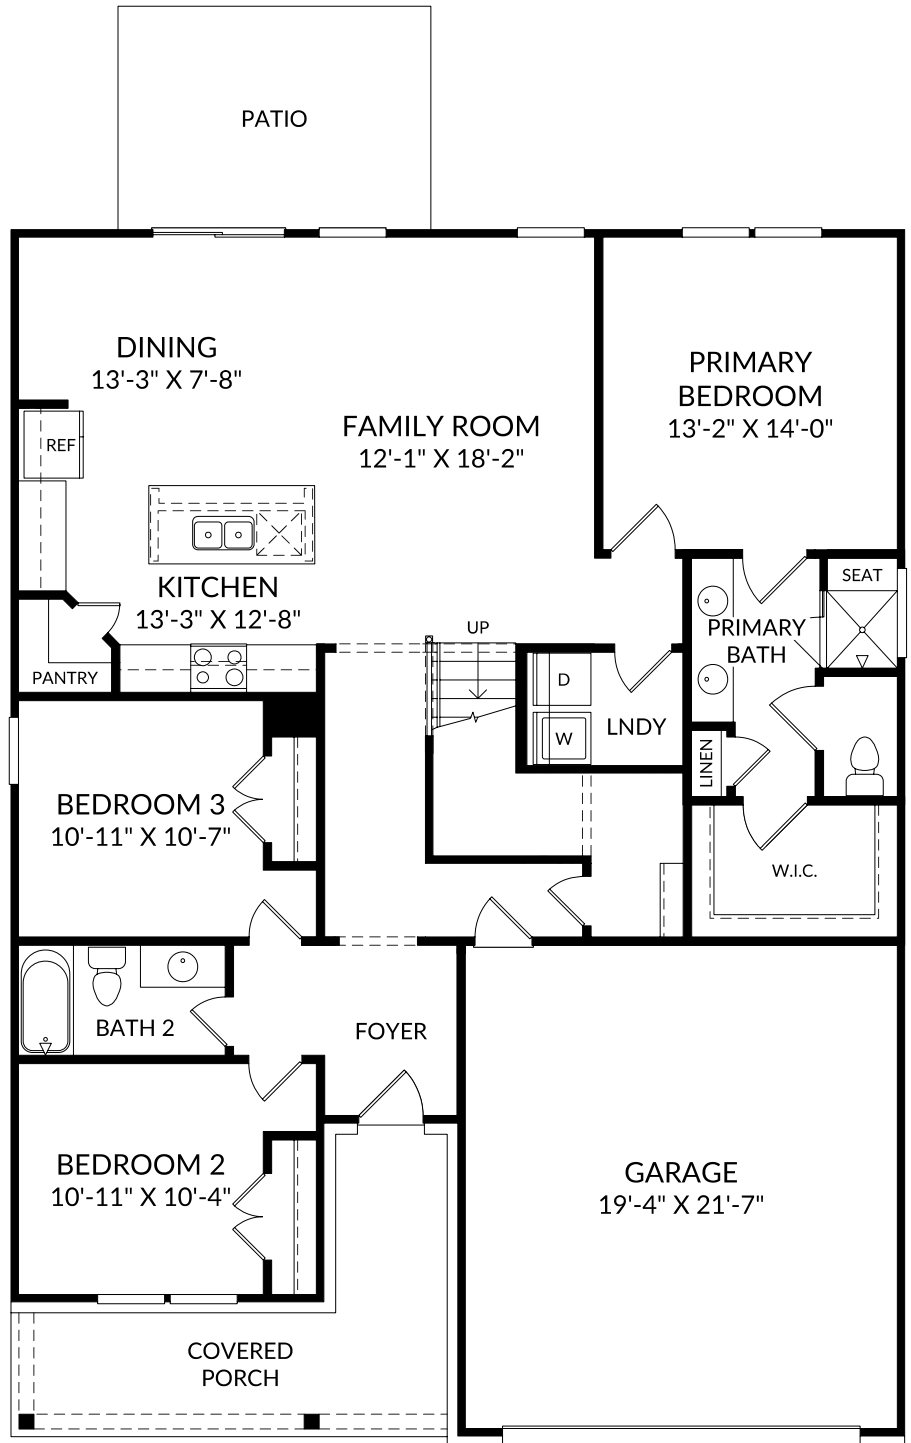 PATIO
DINING
13'-3" X 7'-8"
PRIMARY
BEDROOM
13'-2" X 14'-0"
FAMILY ROOM
12'-1" X 18'-2"
REF
KITCHEN
13'-3" X 12'-8"
SEAT
UP
PRIMARY
BATH
PANTRY
D
LNDY
W
LINEN
BEDROOM 3
10'-11" X 10'-7"
W.I.C.
BATH 2
FOYER
BEDROOM 2
10'-11" X 10'-4"
GARAGE
19'-4" X 21'-7"
COVERED
PORCH